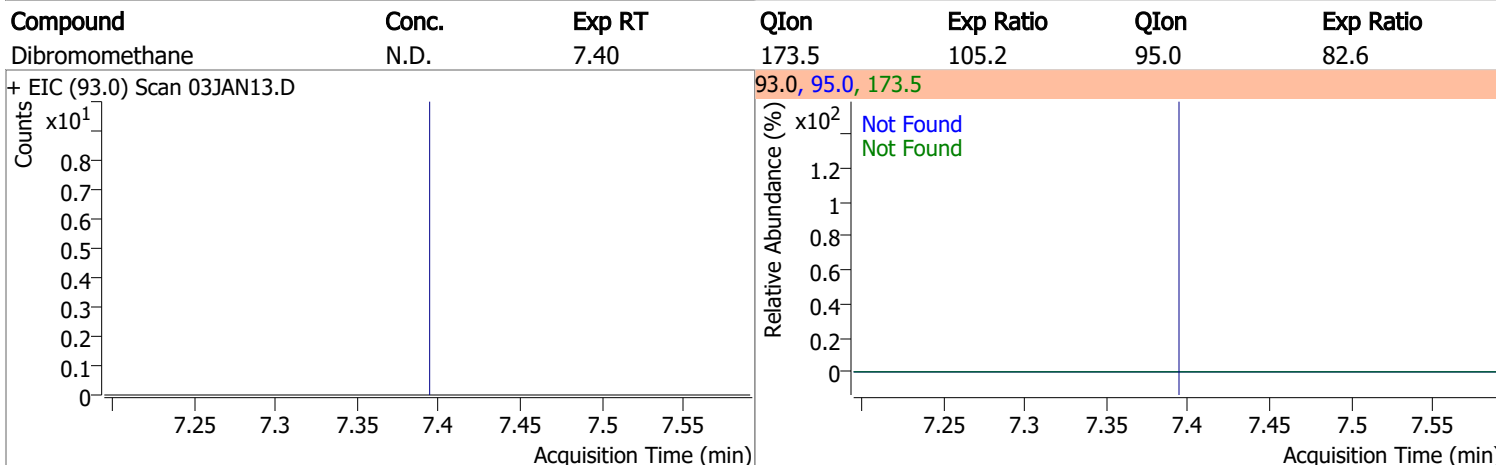 Compound Conc. Exp RT QIon Exp Ratio QIon Exp Ratio
Dibromomethane N.D. 7.40 173.5 105.2 95.0 82.6
+ EIC (93.0) Scan 03JAN13.D
Counts
x10¹
0.8
0.7
0.6
0.5
0.4
0.3
0.2
0.1
0
7.25 7.3 7.35 7.4 7.45 7.5 7.55
Acquisition Time (min)
93.0, 95.0, 173.5
Relative Abundance (%)
x10²
Not Found
Not Found
1.2
1
0.8
0.6
0.4
0.2
0
7.25 7.3 7.35 7.4 7.45 7.5 7.55
Acquisition Time (min)